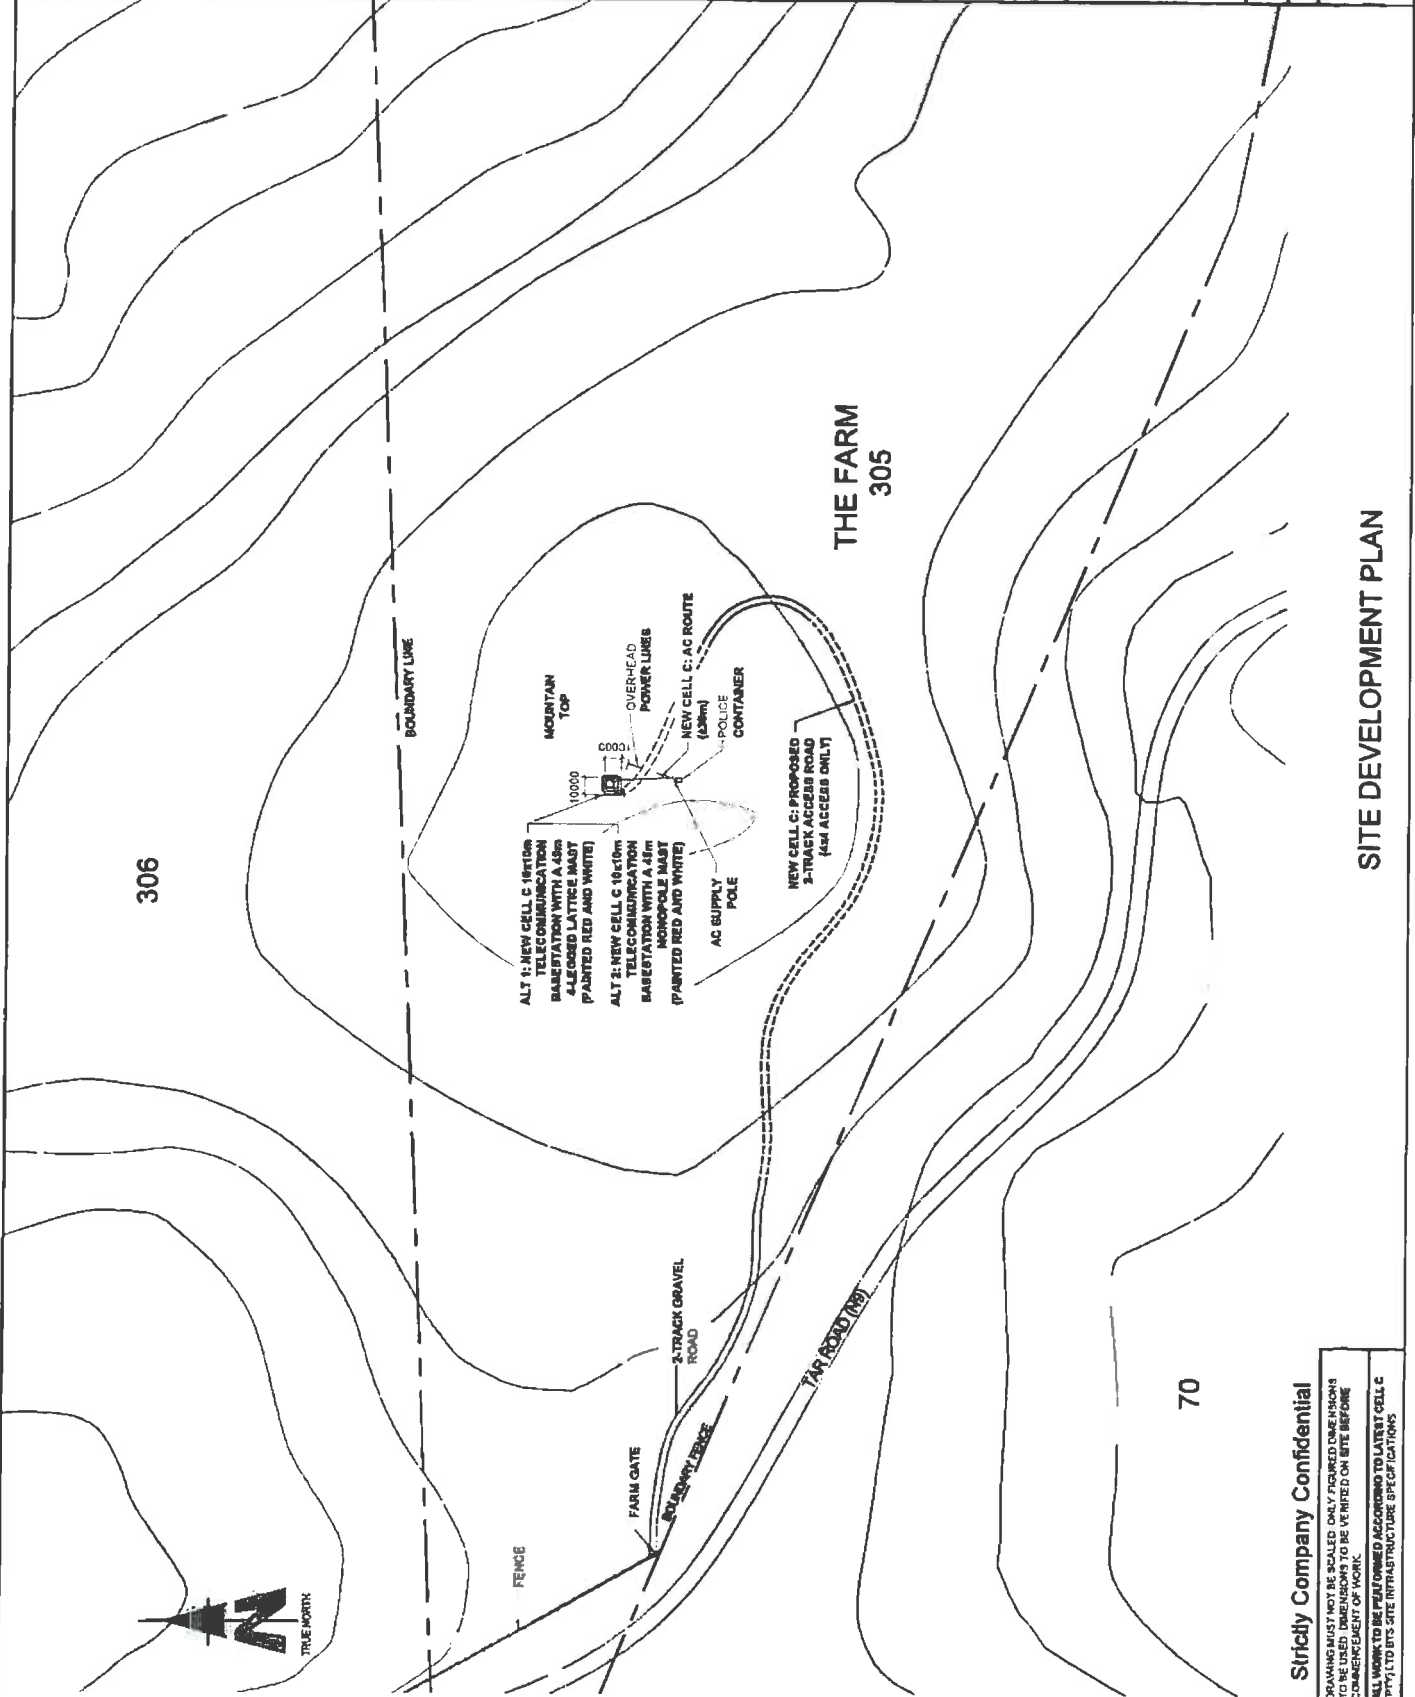 TRUE NORTH
FENCE
FARM GATE
BOUNDARY FENCE
2-TRACK GRAVEL
ROAD
TAR ROAD (N9)
70
306
BOUNDARY LINE
ALT 1: NEW CELL C 10x10m
TELECOMMUNICATION
BASESTATION WITH A 45m
4-LEGGED LATTICE MAST
(PAINTED RED AND WHITE)
ALT 2: NEW CELL C 10x10m
TELECOMMUNICATION
BASESTATION WITH A 45m
MONOPOLE MAST
(PAINTED RED AND WHITE)
AC SUPPLY
POLE
10000
MOUNTAIN
TOP
OVERHEAD
POWER LINES
NEW CELL C: AC ROUTE
POLICE
CONTAINER
NEW CELL C: PROPOSED
2-TRACK ACCESS ROAD
(4x4 ACCESS ONLY)
THE FARM
305
SITE DEVELOPMENT PLAN
Strictly Company Confidential
DRAWING MUST NOT BE SCALED ONLY FIGURED DIMENSIONS
TO BE USED. DIMENSIONS TO BE VERIFIED ON SITE BEFORE
COMMENCEMENT OF WORK.
ALL WORK TO BE PERFORMED ACCORDING TO LATEST CELL C
(PTY) LTD BTS SITE INFRASTRUCTURE SPECIFICATIONS